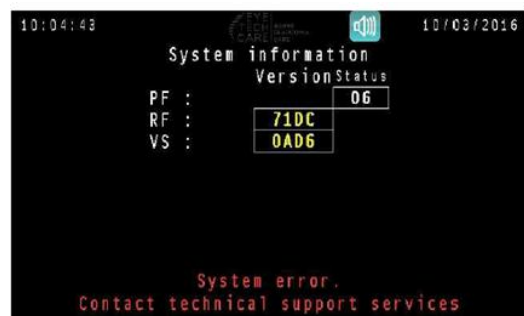 10:04:43
10/03/2016
System information
Version Status
PF : 06
RF : 71DC
VS : 0AD6
System error.
Contact technical support services